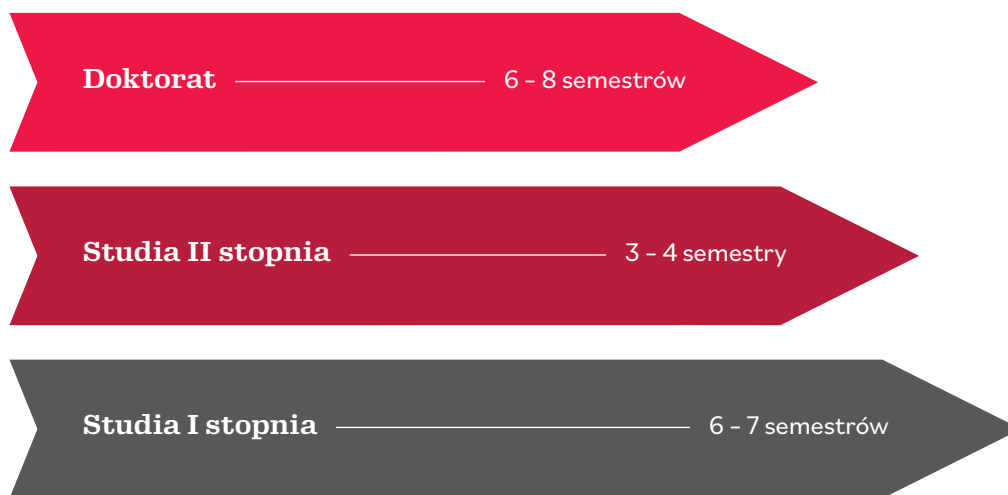 Doktorat 6 - 8 semestrów
Studia II stopnia 3 - 4 semestry
Studia I stopnia 6 - 7 semestrów